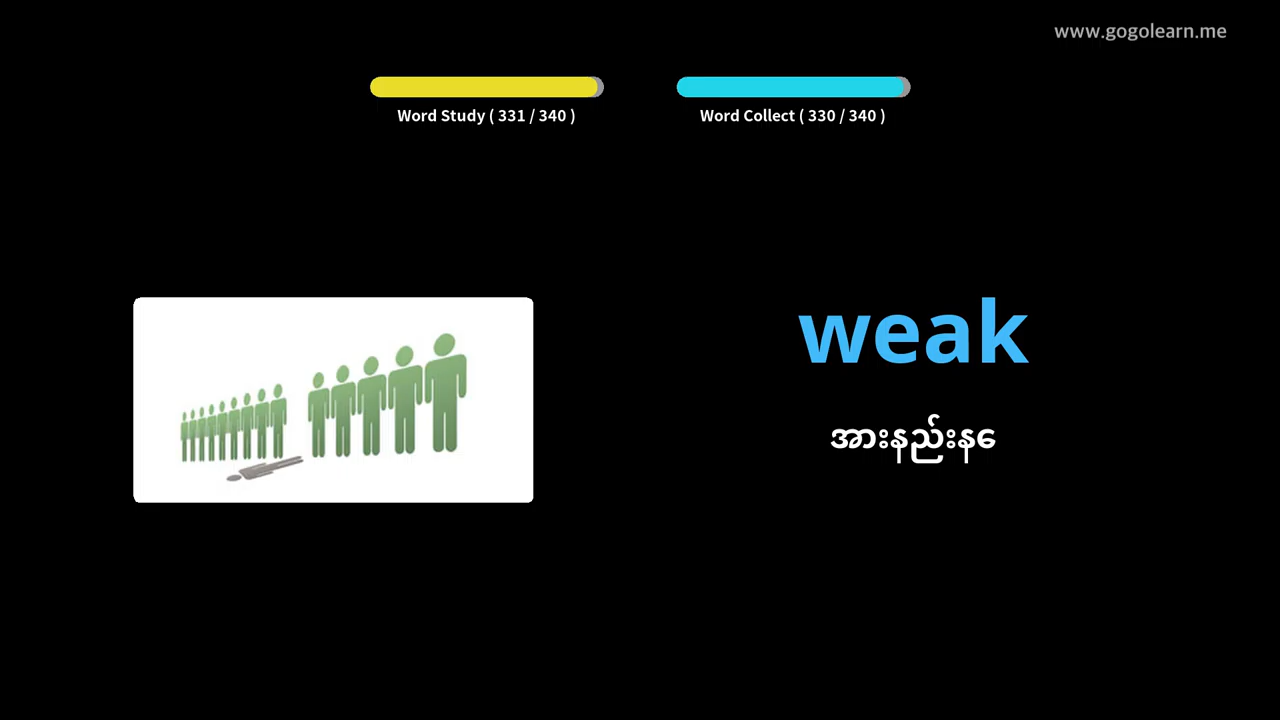 www.gogolearn.me
Word Study ( 331 / 340 )
Word Collect ( 330 / 340 )
weak
အားနည်းနေ